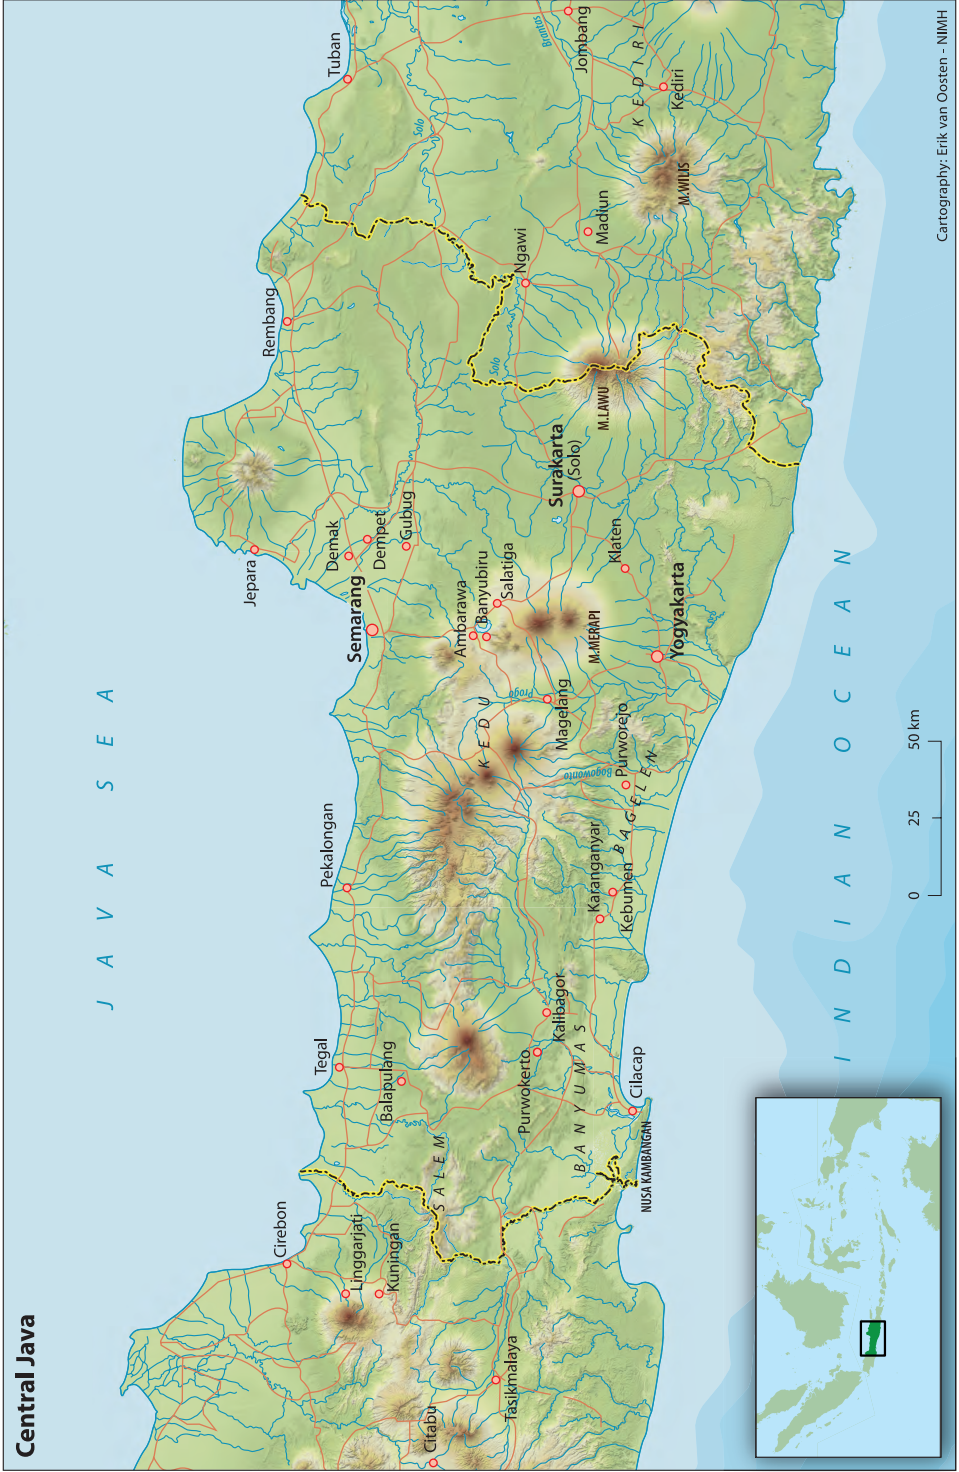 Central Java
JAVA SEA
INDIAN OCEAN
Cirebon
Linggarjati
Kuningan
Citabu
Tasikmalaya
SALEM
Tegal
Balapulang
Purwokerto
Kalibagor
BANYUMAS
Cilacap
NUSA KAMBANGAN
Pekalongan
Karanganyar
Kebumen
BAGELEN
Purworejo
Bogowonto
KEDU
Progo
Magelang
Semarang
Ambarawa
Banyubiru
Salatiga
M.MERAPI
Yogyakarta
Klaten
Jepara
Demak
Dempet
Gubug
Surakarta
(Solo)
M.LAWU
Rembang
Solo
Ngawi
Madiun
M.WILIS
Tuban
Solo
Brantas
Jombang
KEDIRI
Kediri
0 25 50 km
Cartography: Erik van Oosten - NIMH